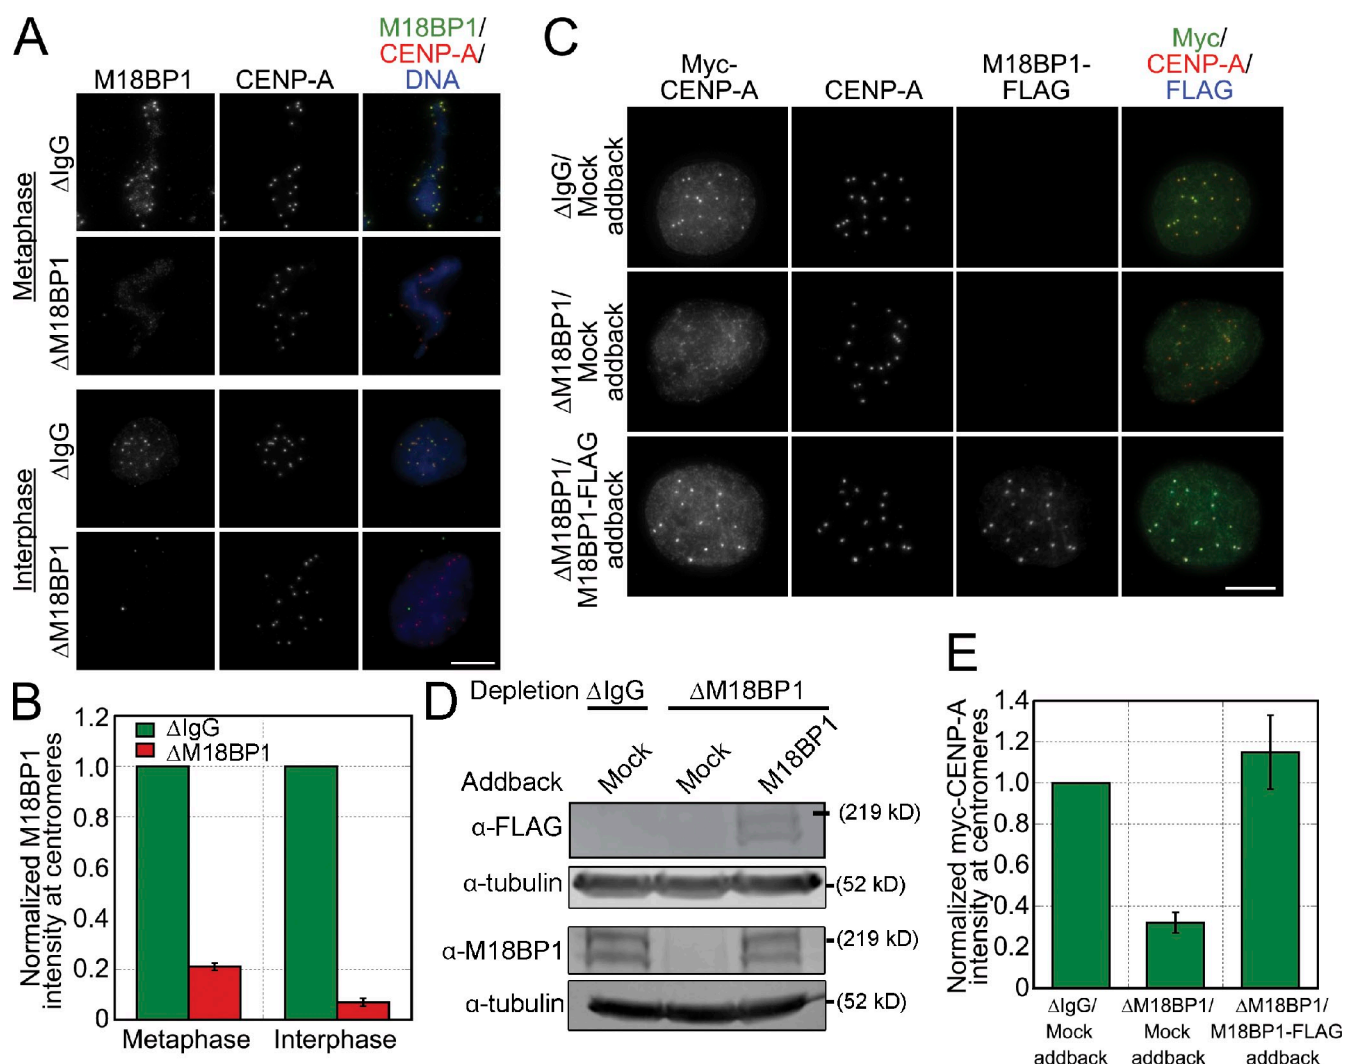 A
M18BP1/
CENP-A/
DNA
M18BP1
CENP-A
Metaphase
ΔIgG
ΔM18BP1
Interphase
ΔIgG
ΔM18BP1
C
Myc-
CENP-A
CENP-A
M18BP1-
FLAG
Myc/
CENP-A/
FLAG
ΔIgG/
Mock
addback
ΔM18BP1/
Mock
addback
ΔM18BP1/
M18BP1-FLAG
addback
B
Normalized M18BP1
intensity at centromeres
1.2
1.0
0.8
0.6
0.4
0.2
0
ΔIgG
ΔM18BP1
Metaphase
Interphase
D
Depletion ΔIgG ΔM18BP1
Addback Mock Mock M18BP1
α-FLAG (219 kD)
α-tubulin (52 kD)
α-M18BP1 (219 kD)
α-tubulin (52 kD)
E
Normalized myc-CENP-A
intensity at centromeres
1.4
1.2
1.0
0.8
0.6
0.4
0.2
0
ΔIgG/
Mock
addback
ΔM18BP1/
Mock
addback
ΔM18BP1/
M18BP1-FLAG
addback